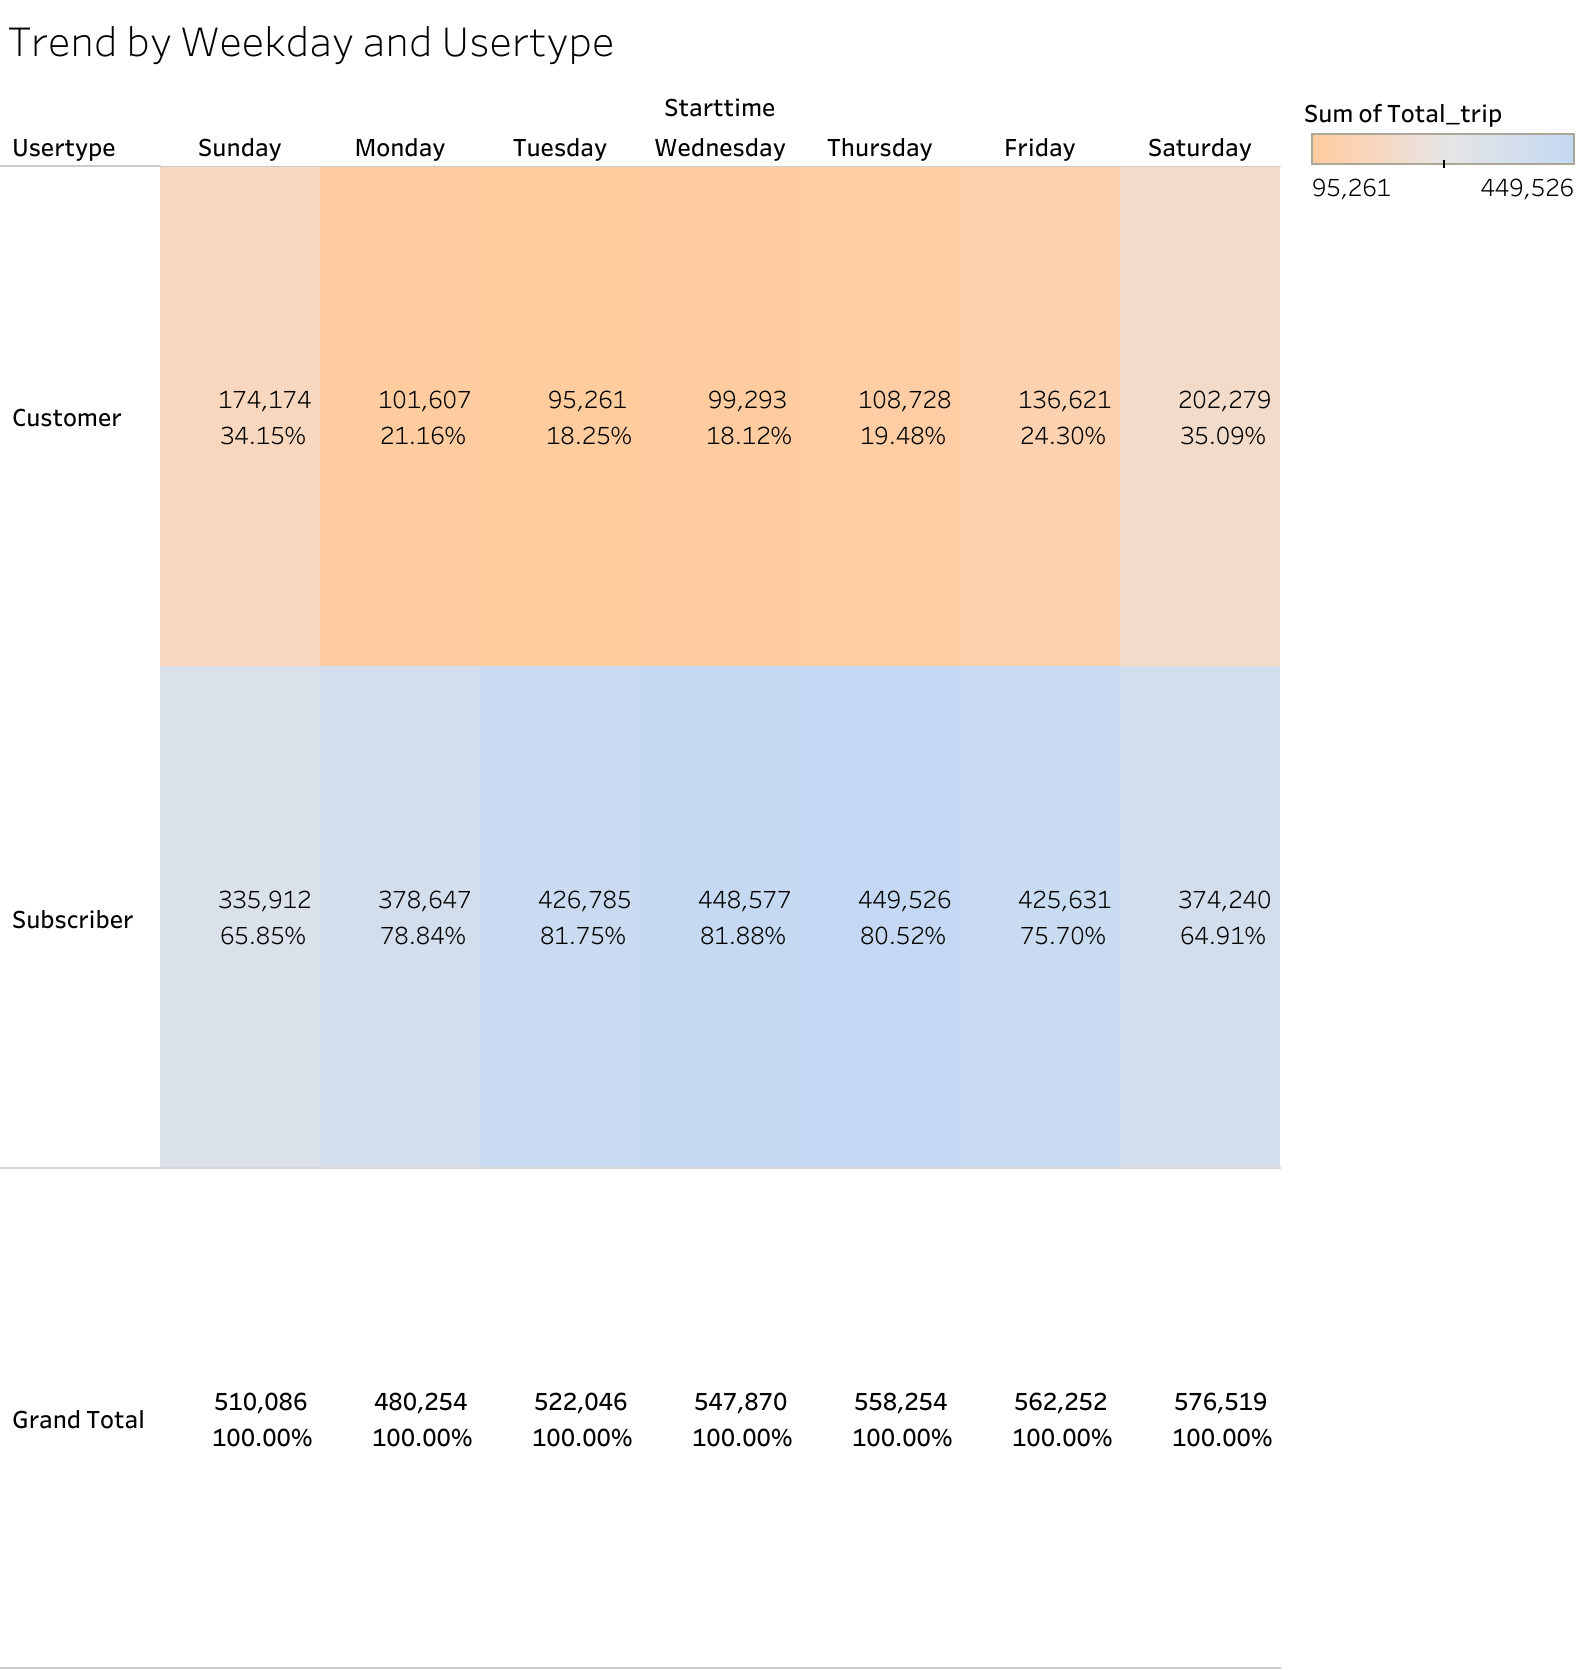 Trend by Weekday and Usertype
Starttime
Usertype Sunday Monday Tuesday Wednesday Thursday Friday Saturday
Sum of Total_trip
95,261 449,526
Customer
174,174 101,607 95,261 99,293 108,728 136,621 202,279
34.15% 21.16% 18.25% 18.12% 19.48% 24.30% 35.09%
Subscriber
335,912 378,647 426,785 448,577 449,526 425,631 374,240
65.85% 78.84% 81.75% 81.88% 80.52% 75.70% 64.91%
Grand Total
510,086 480,254 522,046 547,870 558,254 562,252 576,519
100.00% 100.00% 100.00% 100.00% 100.00% 100.00% 100.00%